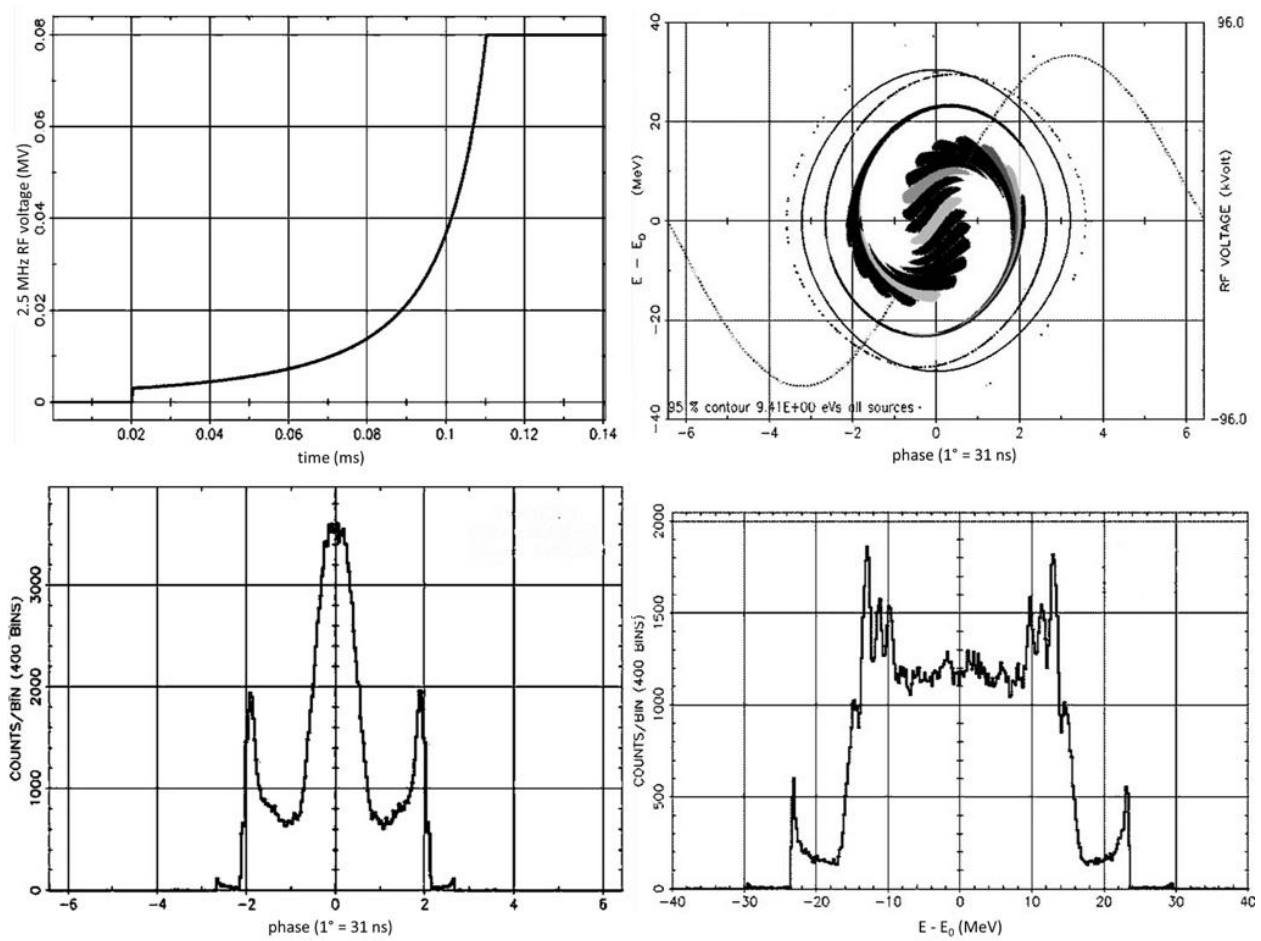 0.08
0.06
0.04
0.02
0
2.5 MHz RF voltage (MV)
0.02 0.04 0.06 0.08 0.1 0.12 0.14
time (ms)
40
20
0
-20
-40
E - E₀ (MeV)
96.0
RF VOLTAGE (kVolt)
-96.0
95 % contour 9.41E+00 eVs all sources
-6 -4 -2 0 2 4 6
phase (1° = 31 ns)
3000
2000
1000
0
COUNTS/BIN (400 BINS)
-6 -4 -2 0 2 4 6
phase (1° = 31 ns)
2000
1500
1000
500
0
COUNTS/BIN (400 BINS)
-40 -30 -20 -10 0 10 20 30 40
E - E₀ (MeV)